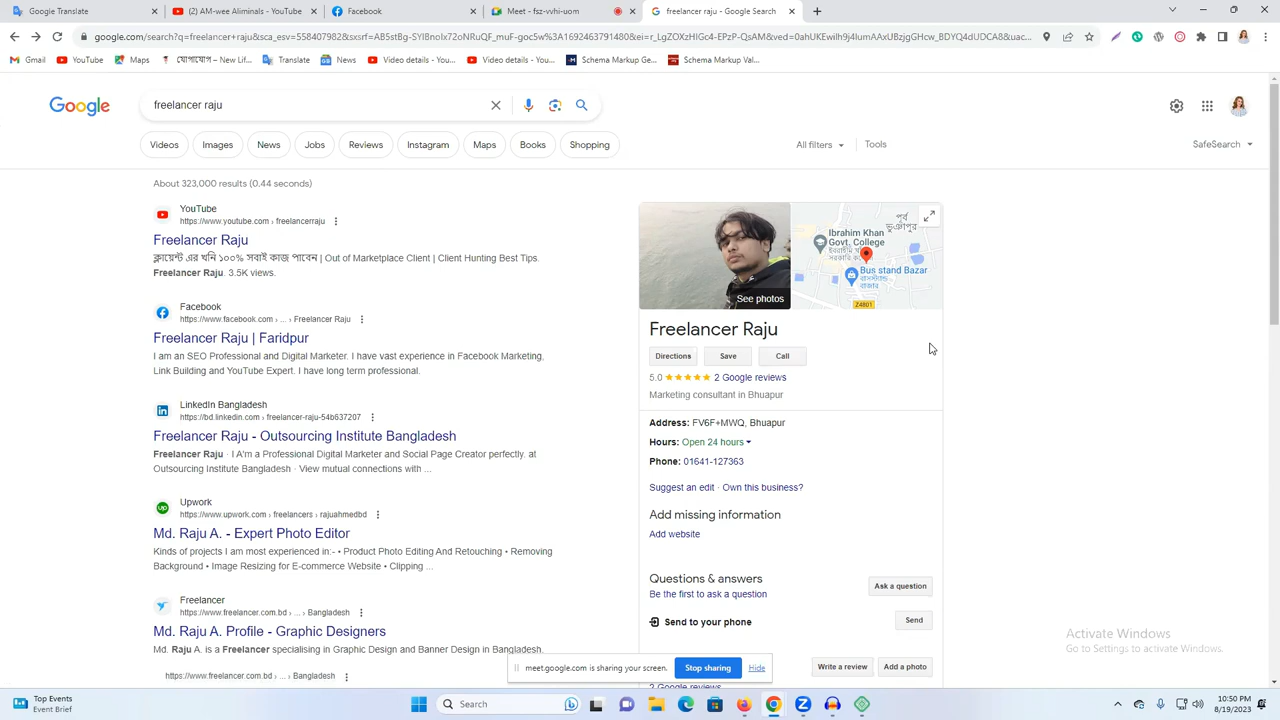 Google Translate
(2) AM-wee Aliminals - YouTube
Facebook
Meet - fsz-vvhi-uom
freelancer raju - Google Search
google.com/search?q=freelancer+raju&sca_esv=558407982&sxsrf=AB5stBg-SYI8noIx72oNRuQF_muF-goc5w%3A1692463791480&ei=r_LgZOXzHIGc4-EPzP-QsAM&ved=0ahUKEwilh9j4lumAAxUBzjgGHcw_BDYQ4dUDCA8&uac...
Gmail
YouTube
Maps
যোগাযোগ – New Lif...
Translate
News
Video details - You...
Video details - You...
Schema Markup Ge...
Schema Markup Val...
Google
freelancer raju
Videos
Images
News
Jobs
Reviews
Instagram
Maps
Books
Shopping
All filters
Tools
SafeSearch
About 323,000 results (0.44 seconds)
YouTube
https://www.youtube.com › freelancerraju
Freelancer Raju
ক্লায়েন্ট এর খনি ১০০% সবাই কাজ পাবেন | Out of Marketplace Client | Client Hunting Best Tips.
Freelancer Raju. 3.5K views.
Facebook
https://www.facebook.com › ... › Freelancer Raju
Freelancer Raju | Faridpur
I am an SEO Professional and Digital Marketer. I have vast experience in Facebook Marketing,
Link Building and YouTube Expert. I have long term professional.
LinkedIn Bangladesh
https://bd.linkedin.com › freelancer-raju-54b637207
Freelancer Raju - Outsourcing Institute Bangladesh
Freelancer Raju · I A'm a Professional Digital Marketer and Social Page Creator perfectly. at
Outsourcing Institute Bangladesh · View mutual connections with ...
Upwork
https://www.upwork.com › freelancers › rajuahmedbd
Md. Raju A. - Expert Photo Editor
Kinds of projects I am most experienced in:- • Product Photo Editing And Retouching • Removing
Background • Image Resizing for E-commerce Website • Clipping ...
Freelancer
https://www.freelancer.com.bd › ... › Bangladesh
Md. Raju A. Profile - Graphic Designers
Md. Raju A. is a Freelancer specialising in Graphic Design and Banner Design in Bangladesh.
https://www.freelancer.com.bd › ... › Bangladesh
See photos
পূর্ব
ভুঞাপুর
Ibrahim Khan
Govt. College
ইবরাহীম খাঁ
সরকারি ক...
Bus stand Bazar
বাসস্ট্যান্ড
বাজার
Z4801
Freelancer Raju
Directions
Save
Call
5.0
2 Google reviews
Marketing consultant in Bhuapur
Address: FV6F+MWQ, Bhuapur
Hours: Open 24 hours
Phone: 01641-127363
Suggest an edit · Own this business?
Add missing information
Add website
Questions & answers
Be the first to ask a question
Ask a question
Send to your phone
Send
Write a review
Add a photo
2 Google reviews
meet.google.com is sharing your screen.
Stop sharing
Hide
Activate Windows
Go to Settings to activate Windows.
Top Events
Event Brief
Search
10:50 PM
8/19/2023